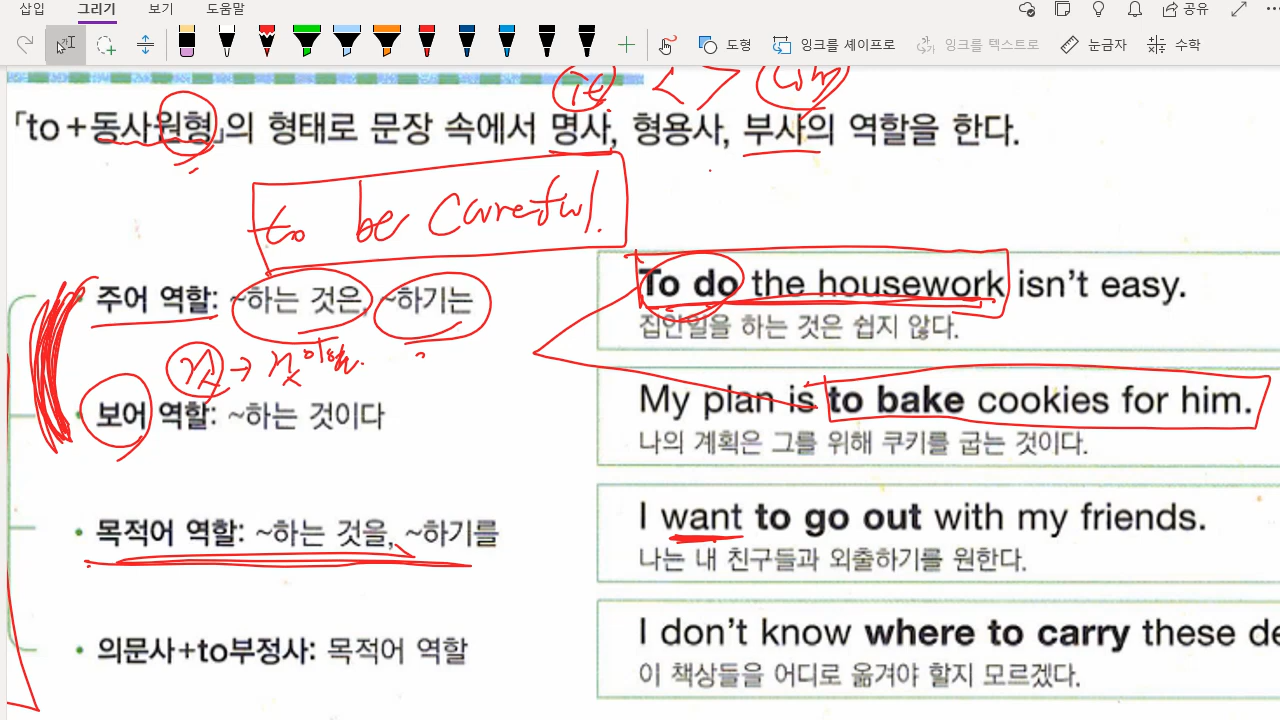 삽입 그리기 보기 도움말
공유
도형 잉크를 셰이프로 잉크를 텍스트로 눈금자 수학
「to+동사원형」의 형태로 문장 속에서 명사, 형용사, 부사의 역할을 한다.
to be careful.
To do the housework isn't easy.
주어 역할: ~하는 것은, ~하기는
집안일을 하는 것은 쉽지 않다.
것 → 것이다.
My plan is to bake cookies for him.
보어 역할: ~하는 것이다
나의 계획은 그를 위해 쿠키를 굽는 것이다.
I want to go out with my friends.
목적어 역할: ~하는 것을, ~하기를
나는 내 친구들과 외출하기를 원한다.
I don't know where to carry these de
의문사+to부정사: 목적어 역할
이 책상들을 어디로 옮겨야 할지 모르겠다.